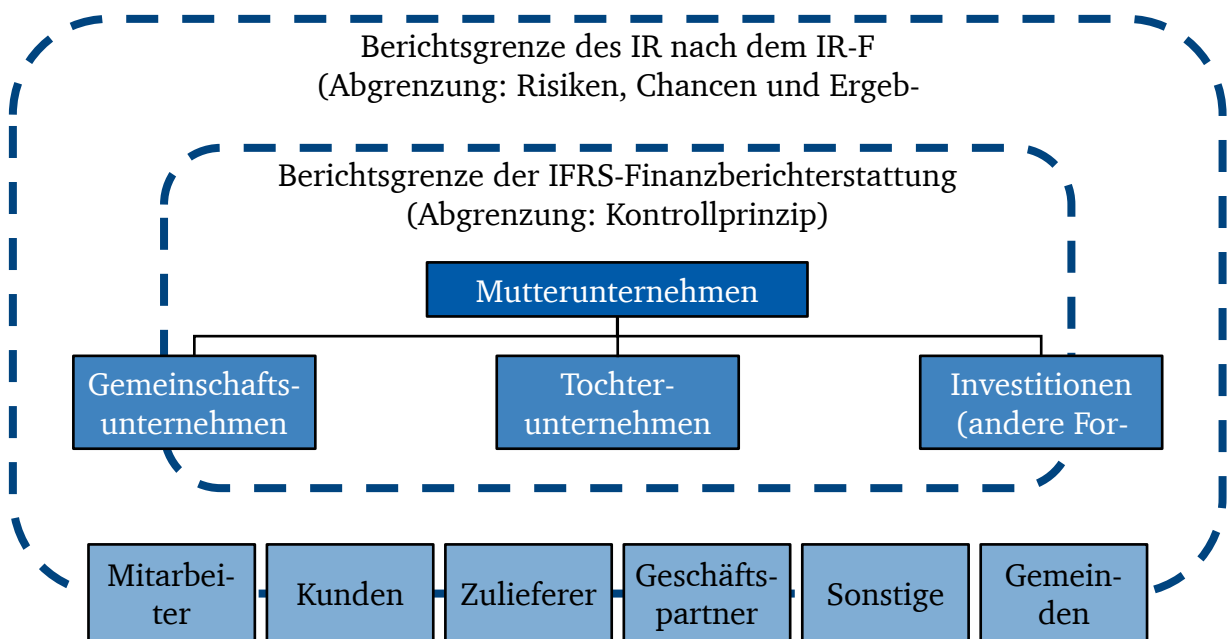 Berichtsgrenze des IR nach dem IR-F
(Abgrenzung: Risiken, Chancen und Ergeb-
Berichtsgrenze der IFRS-Finanzberichterstattung
(Abgrenzung: Kontrollprinzip)
Mutterunternehmen
Gemeinschafts-
unternehmen
Tochter-
unternehmen
Investitionen
(andere For-
Mitarbei-
ter
Kunden
Zulieferer
Geschäfts-
partner
Sonstige
Gemein-
den